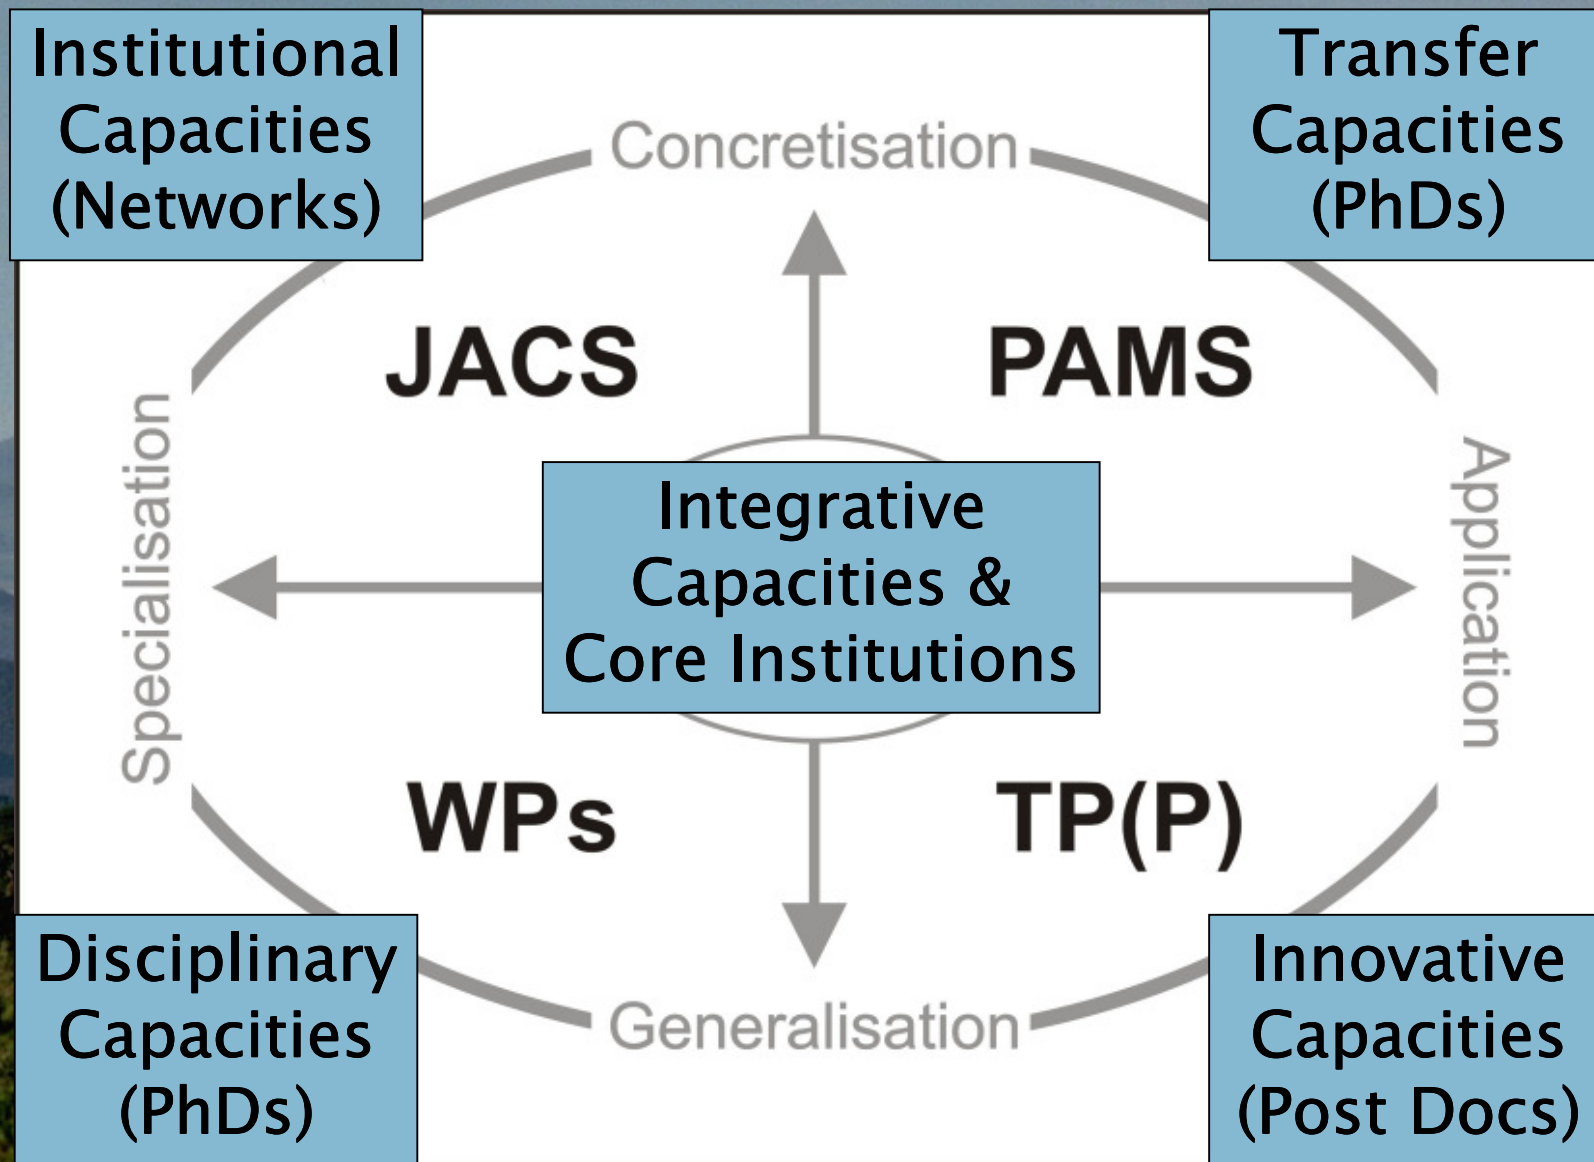 Institutional
Capacities
(Networks)
Transfer
Capacities
(PhDs)
Concretisation
JACS
PAMS
Specialisation
Integrative
Capacities &
Core Institutions
Application
WPs
TP(P)
Disciplinary
Capacities
(PhDs)
Generalisation
Innovative
Capacities
(Post Docs)